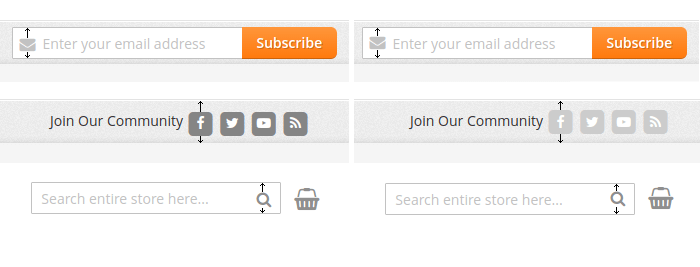 Enter your email address Subscribe
Enter your email address Subscribe
Join Our Community
Join Our Community
Search entire store here...
Search entire store here...